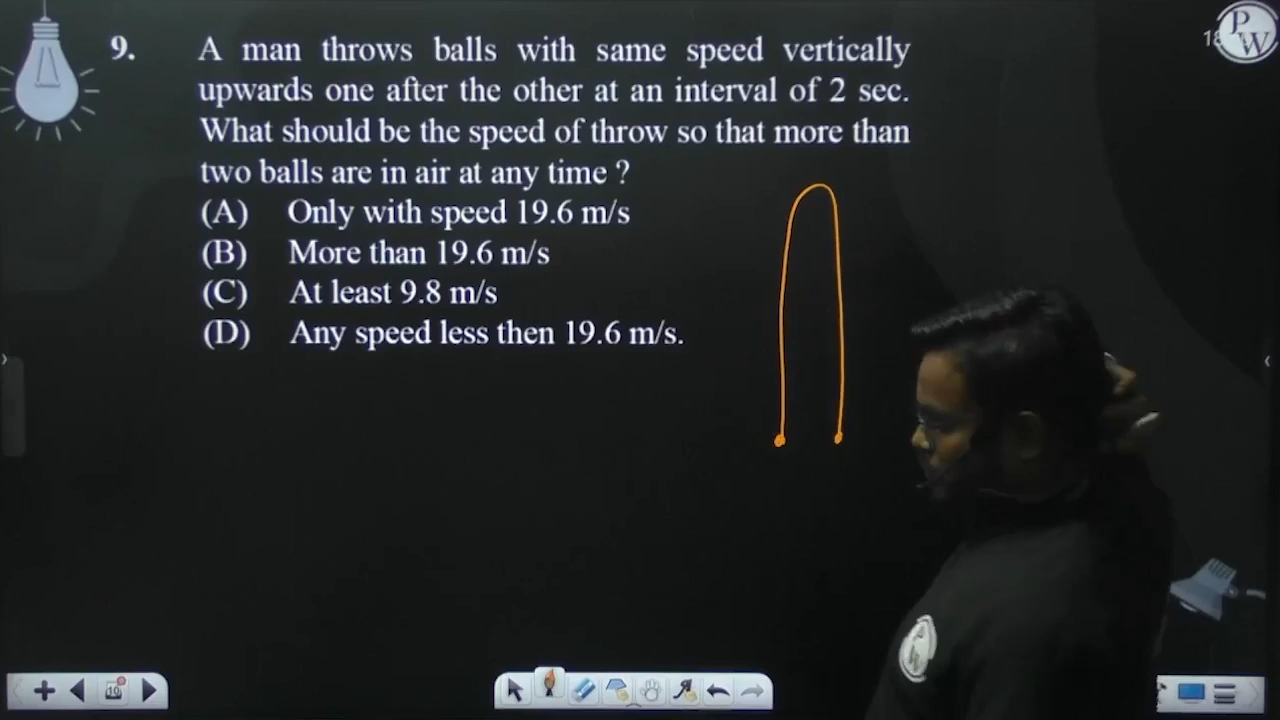 9. A man throws balls with same speed vertically
upwards one after the other at an interval of 2 sec.
What should be the speed of throw so that more than
two balls are in air at any time ?
(A) Only with speed 19.6 m/s
(B) More than 19.6 m/s
(C) At least 9.8 m/s
(D) Any speed less then 19.6 m/s.
PW